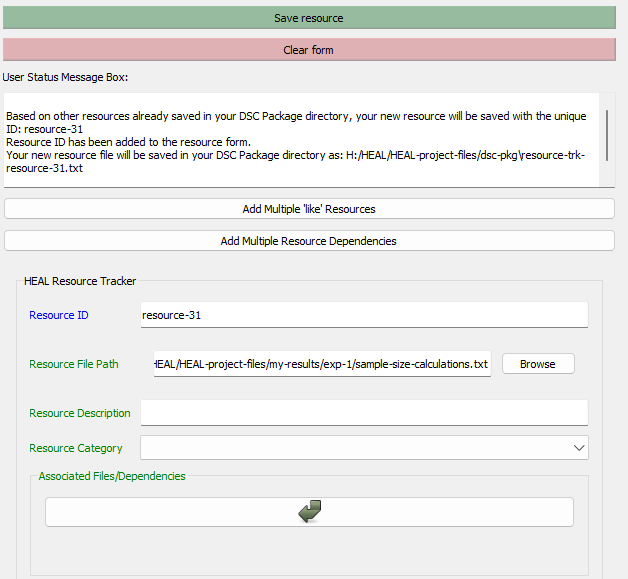 Save resource
Clear form
User Status Message Box:
Based on other resources already saved in your DSC Package directory, your new resource will be saved with the unique
ID: resource-31
Resource ID has been added to the resource form.
Your new resource file will be saved in your DSC Package directory as: H:/HEAL/HEAL-project-files/dsc-pkg\resource-trk-
resource-31.txt
Add Multiple 'like' Resources
Add Multiple Resource Dependencies
HEAL Resource Tracker
Resource ID
resource-31
Resource File Path
HEAL/HEAL-project-files/my-results/exp-1/sample-size-calculations.txt
Browse
Resource Description
Resource Category
Associated Files/Dependencies